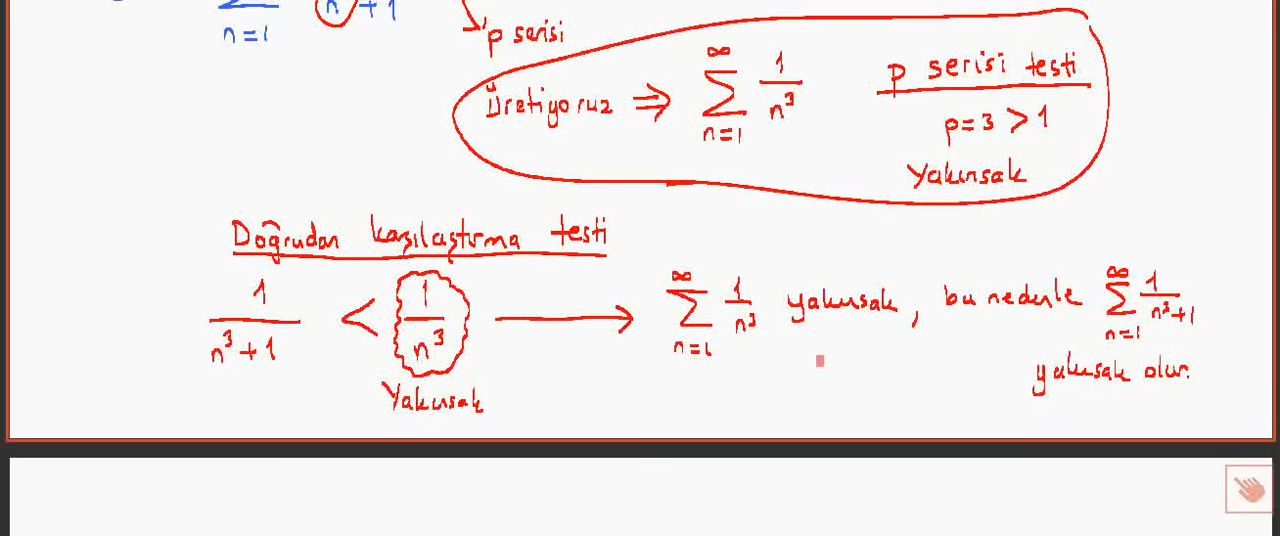 ∑ n=1 n + 1
p serisi
Üretiyoruz ⇒ ∞ ∑ n=1 1/n³
p serisi testi
p=3 > 1
Yakınsak
Doğrudan karşılaştırma testi
1/(n³+1) < 1/n³ → ∞ ∑ n=1 1/n³ yakınsak, bu nedenle ∞ ∑ n=1 1/(n³+1)
Yakınsak
yakınsak olur.